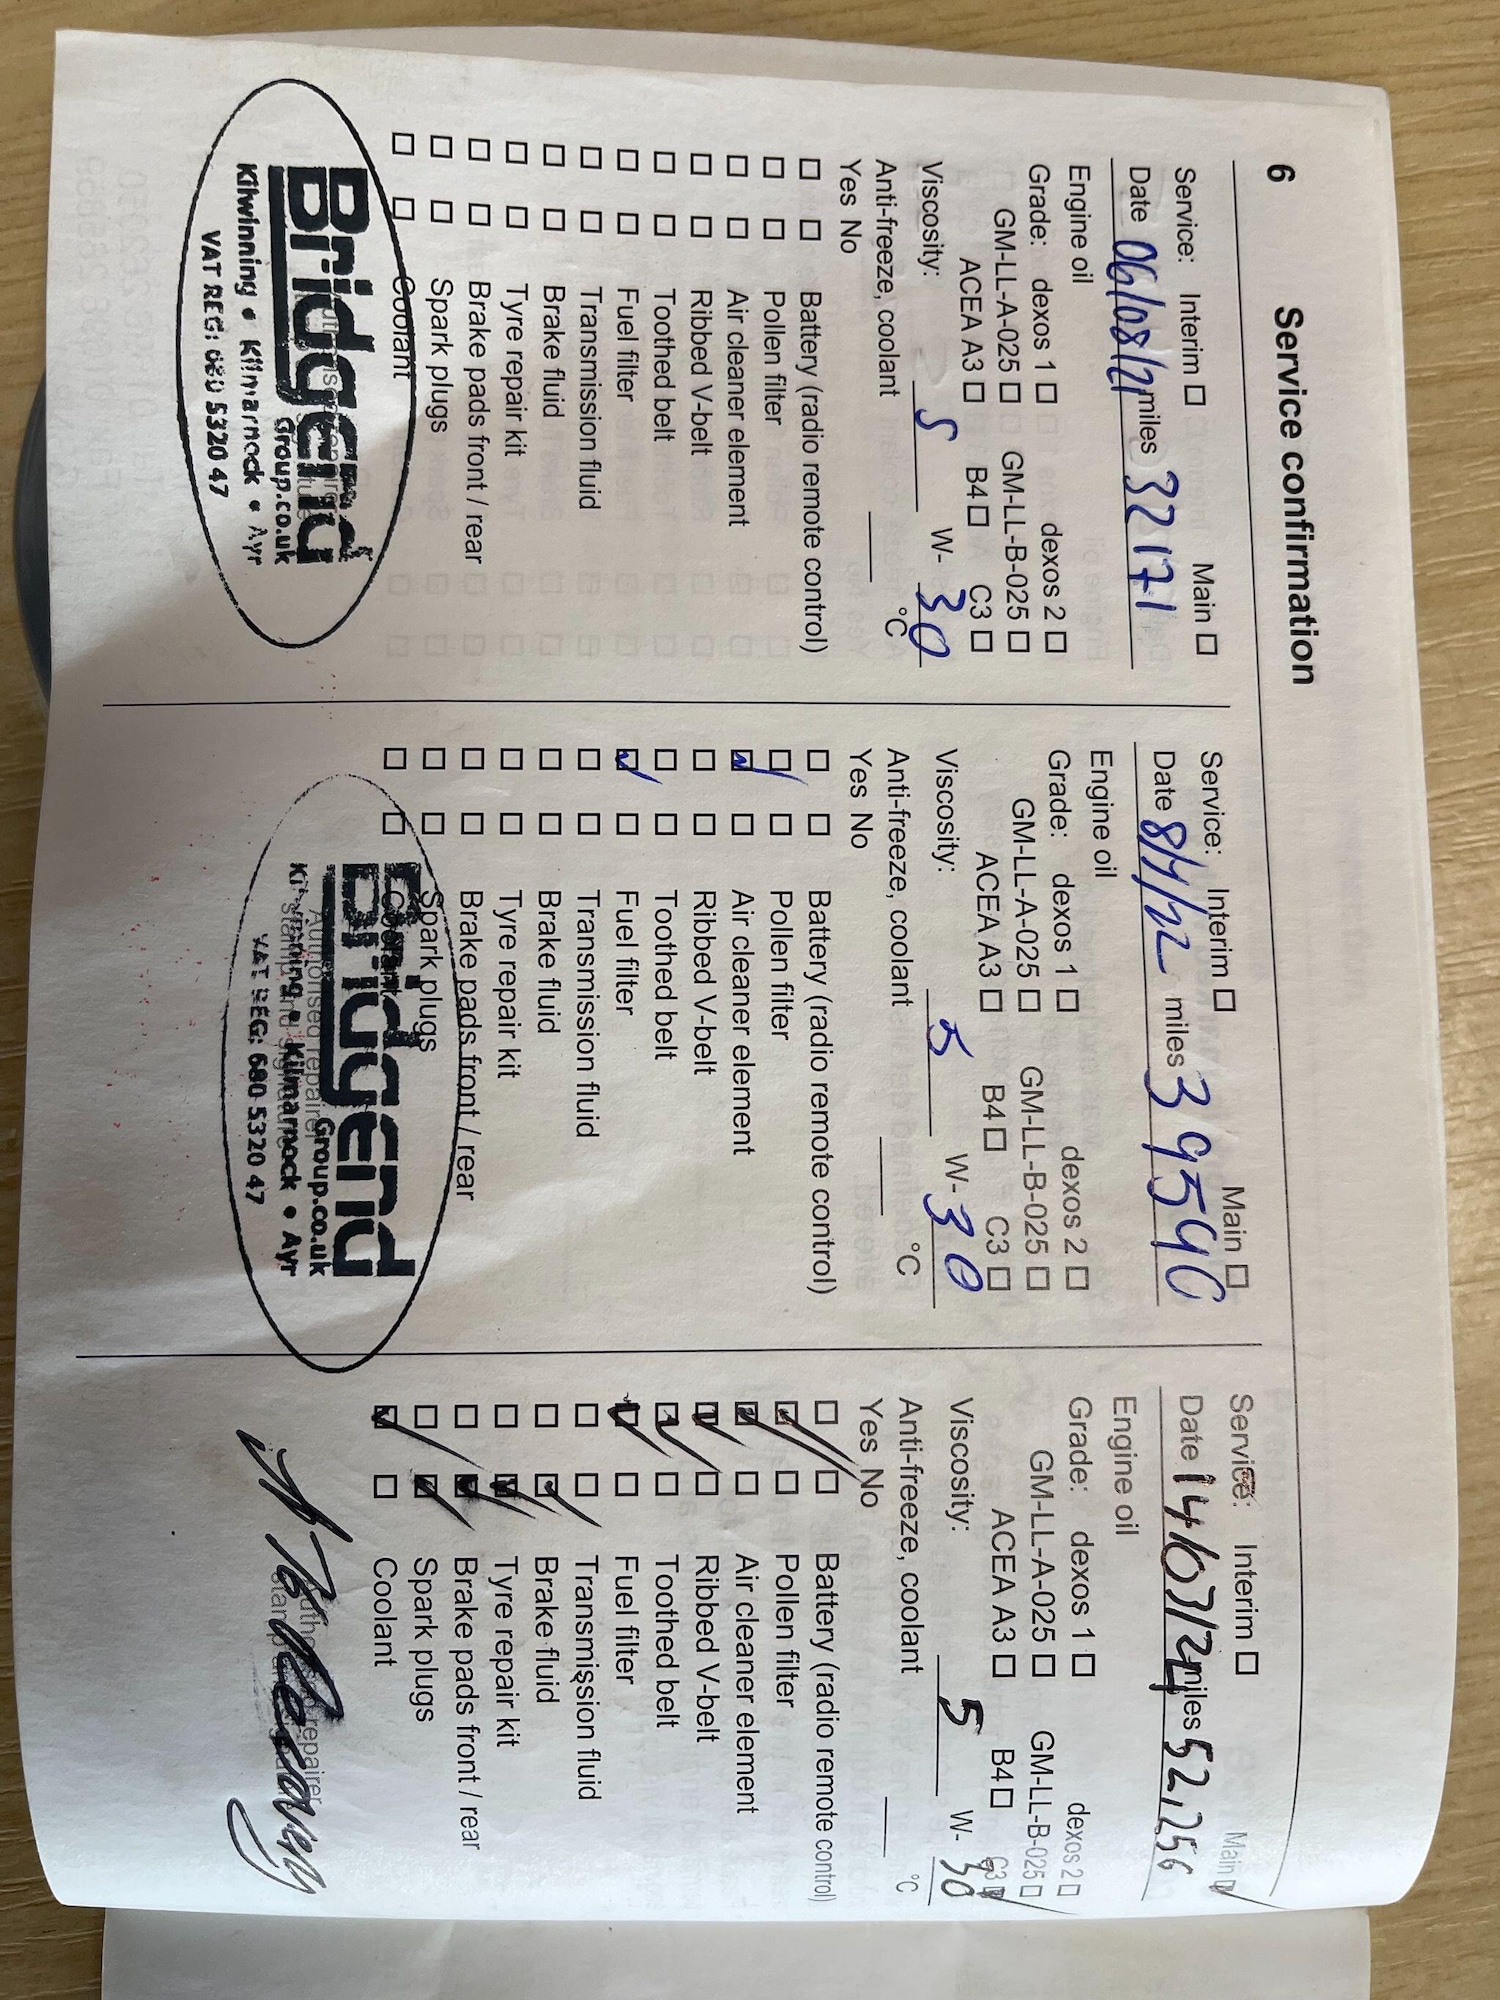 6 Service confirmation
Service: Interim ☐ Main ☐
Date 06/08/21 miles 32171
Engine oil
Grade: dexos 1 ☐ dexos 2 ☐
GM-LL-A-025 ☐ GM-LL-B-025 ☐
ACEA A3 ☐ B4 ☐ C3 ☐
Viscosity: 5 W- 30
Anti-freeze, coolant °C
Yes No
☐ ☐ Battery (radio remote control)
☐ ☐ Pollen filter
☐ ☐ Air cleaner element
☐ ☐ Ribbed V-belt
☐ ☐ Toothed belt
☐ ☐ Fuel filter
☐ ☐ Transmission fluid
☐ ☐ Brake fluid
☐ ☐ Tyre repair kit
☐ ☐ Brake pads front / rear
☐ ☐ Spark plugs
☐ ☐ Coolant
Bridgend
Group.co.uk
Kilwinning • Kilmarnock • Ayr
VAT REG: 680 5320 47
Service: Interim ☐ Main ☐
Date 8/7/22 miles
Engine oil
Grade: dexos 1 ☐ dexos 2 ☐
GM-LL-A-025 ☐ GM-LL-B-025 ☐
ACEA A3 ☐ B4 ☐ C3 ☐
Viscosity: 5 W- 30
Anti-freeze, coolant °C
Yes No
☐ ☐ Battery (radio remote control)
☑ ☐ Pollen filter
☑ ☐ Air cleaner element
☐ ☐ Ribbed V-belt
☐ ☐ Toothed belt
☑ ☐ Fuel filter
☐ ☐ Transmission fluid
☐ ☐ Brake fluid
☐ ☐ Tyre repair kit
☐ ☐ Brake pads front / rear
☐ ☐ Spark plugs
☐ ☐ Coolant
Bridgend
Group.co.uk
Authorised repairer
Kilwinning • Kilmarnock • Ayr
VAT REG: 680 5320 47
Service: Interim ☐ Main ☑
Date 14/03/24 miles 52,256
Engine oil
Grade: dexos 1 ☐ dexos 2 ☐
GM-LL-A-025 ☐ GM-LL-B-025 ☐
ACEA A3 ☐ B4 ☐ C3 ☑
Viscosity: 5 W- 30
Anti-freeze, coolant °C
Yes No
☐ ☐ Battery (radio remote control)
☑ ☐ Pollen filter
☑ ☐ Air cleaner element
☑ ☐ Ribbed V-belt
☑ ☐ Toothed belt
☑ ☐ Fuel filter
☐ ☐ Transmission fluid
☐ ☑ Brake fluid
☐ ☑ Tyre repair kit
☐ ☑ Brake pads front / rear
☐ ☑ Spark plugs
☑ ☐ Coolant
Authorised repairer